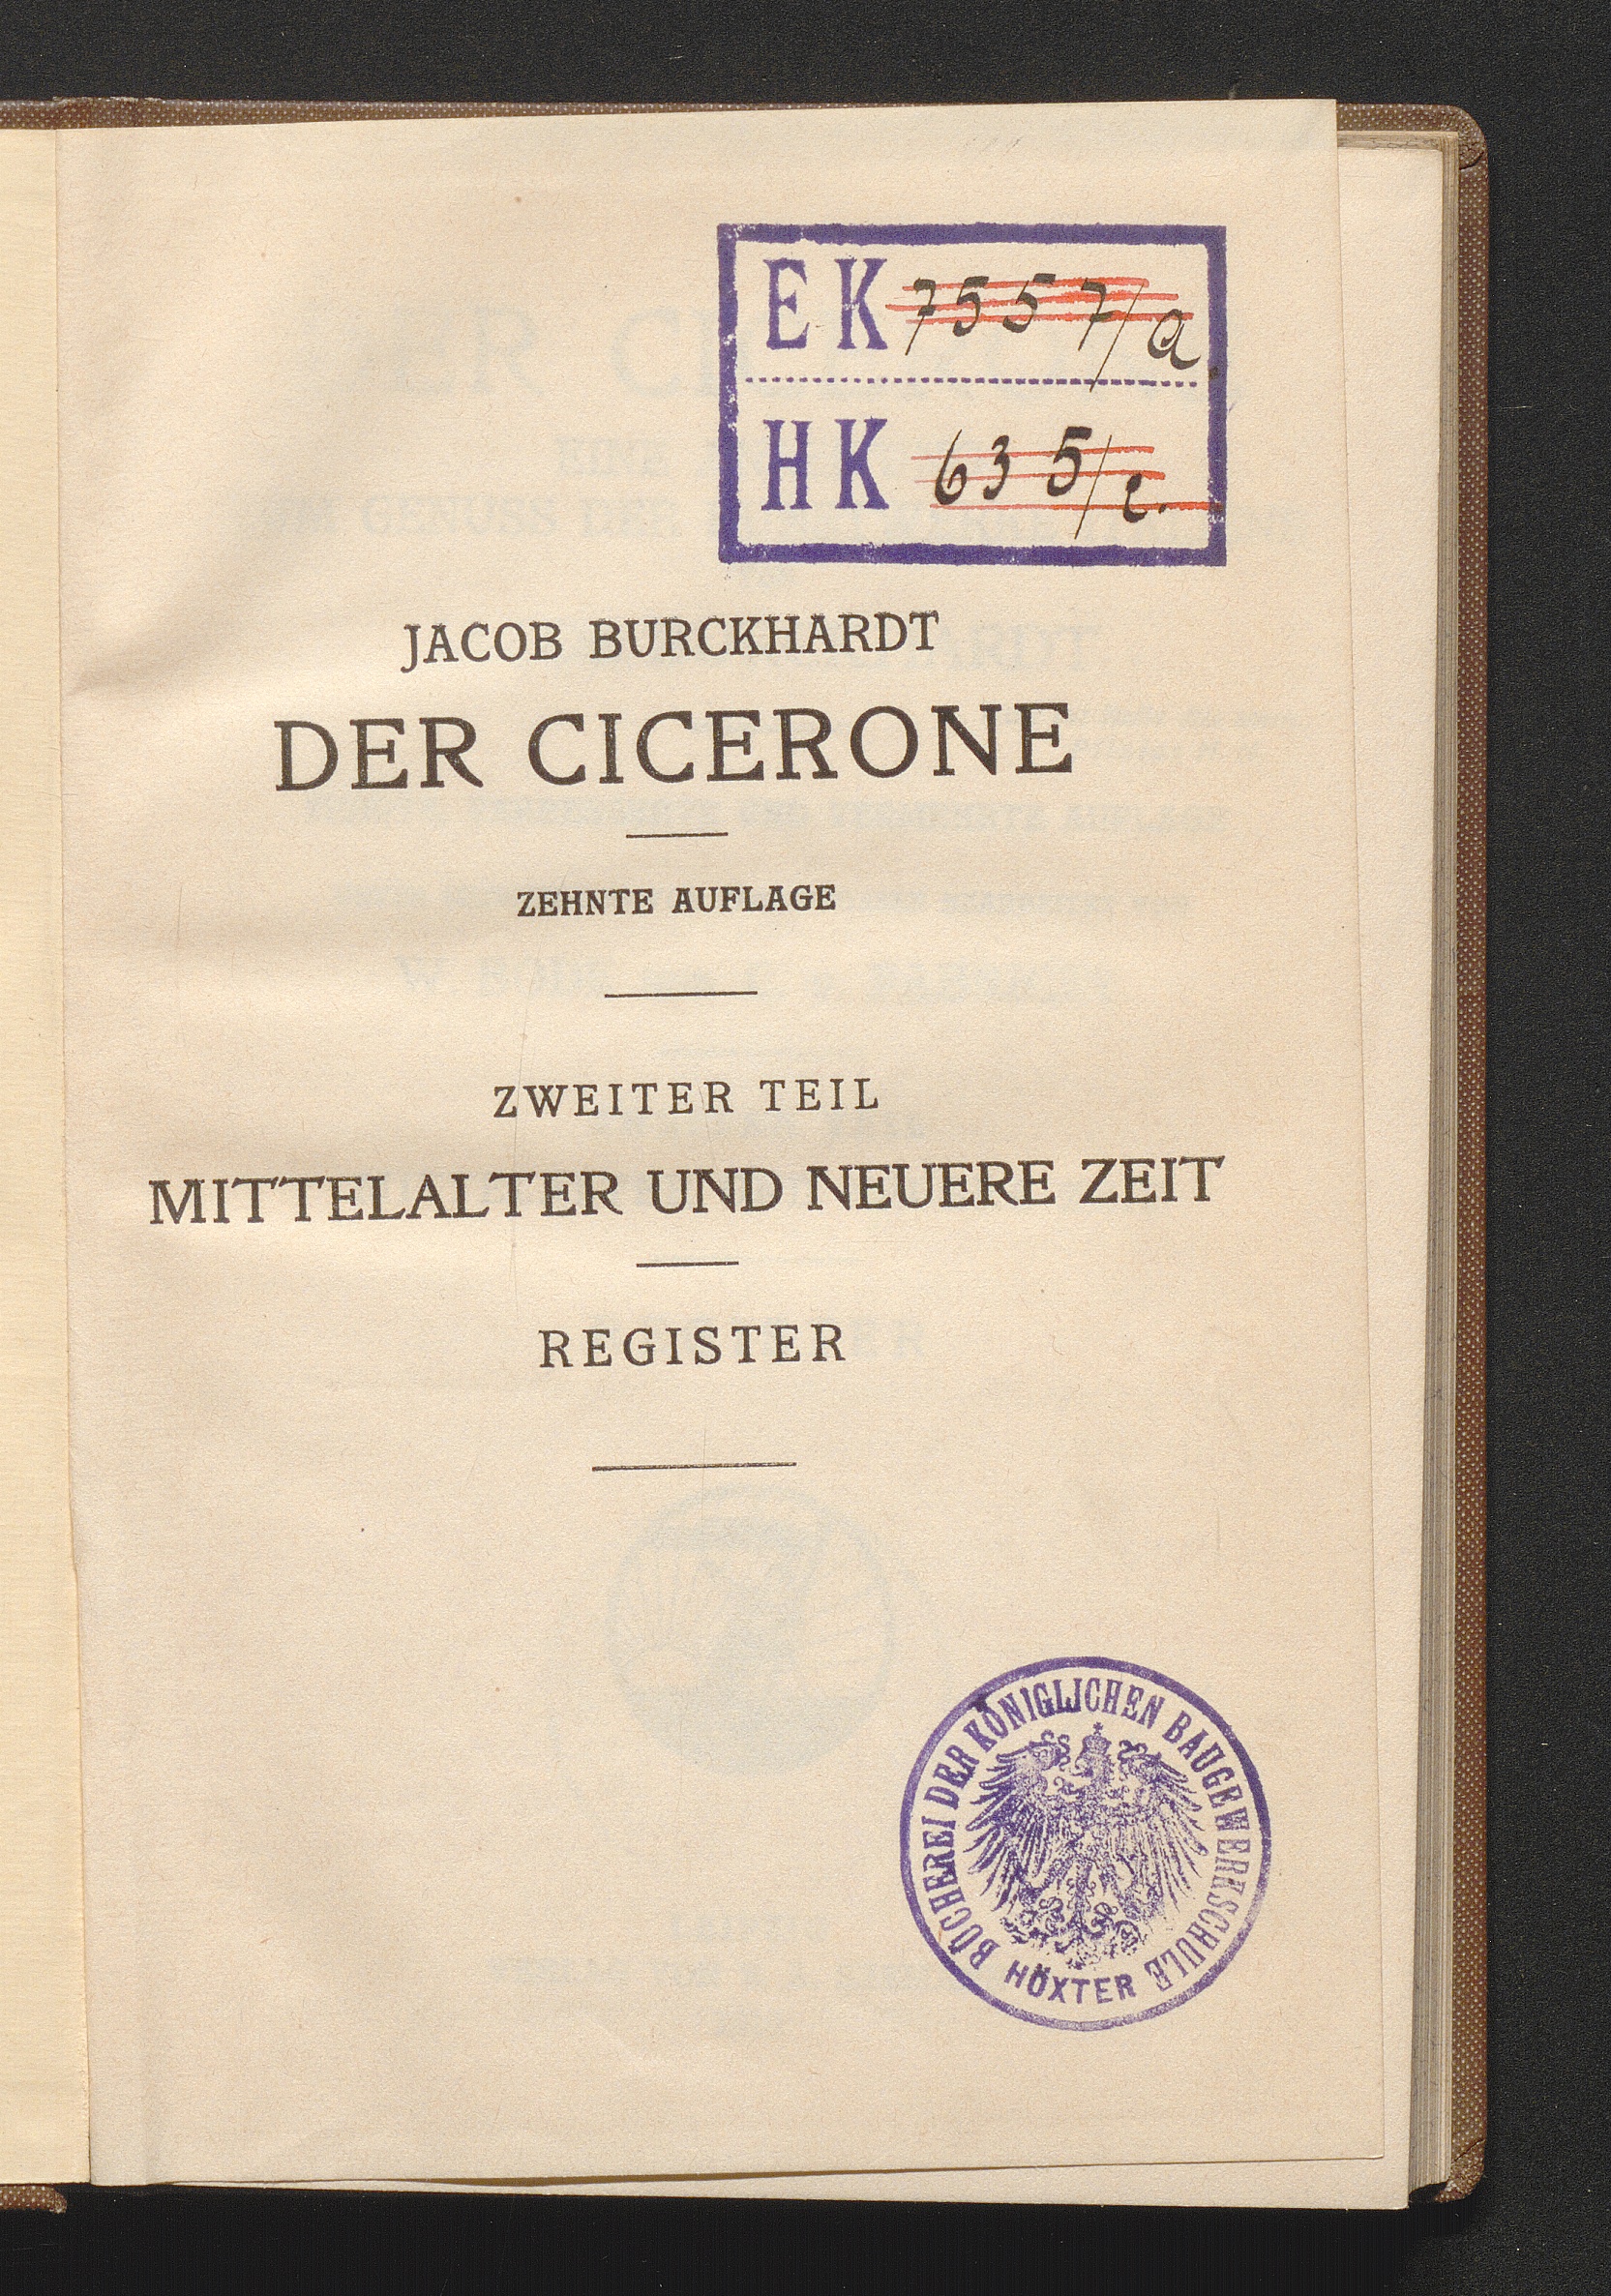 EK 7557/a
HK 635/c.
JACOB BURCKHARDT
DER CICERONE
ZEHNTE AUFLAGE
ZWEITER TEIL
MITTELALTER UND NEUERE ZEIT
REGISTER
BÜCHEREI DER KÖNIGLICHEN BAUGEWERKSCHULE
HÖXTER